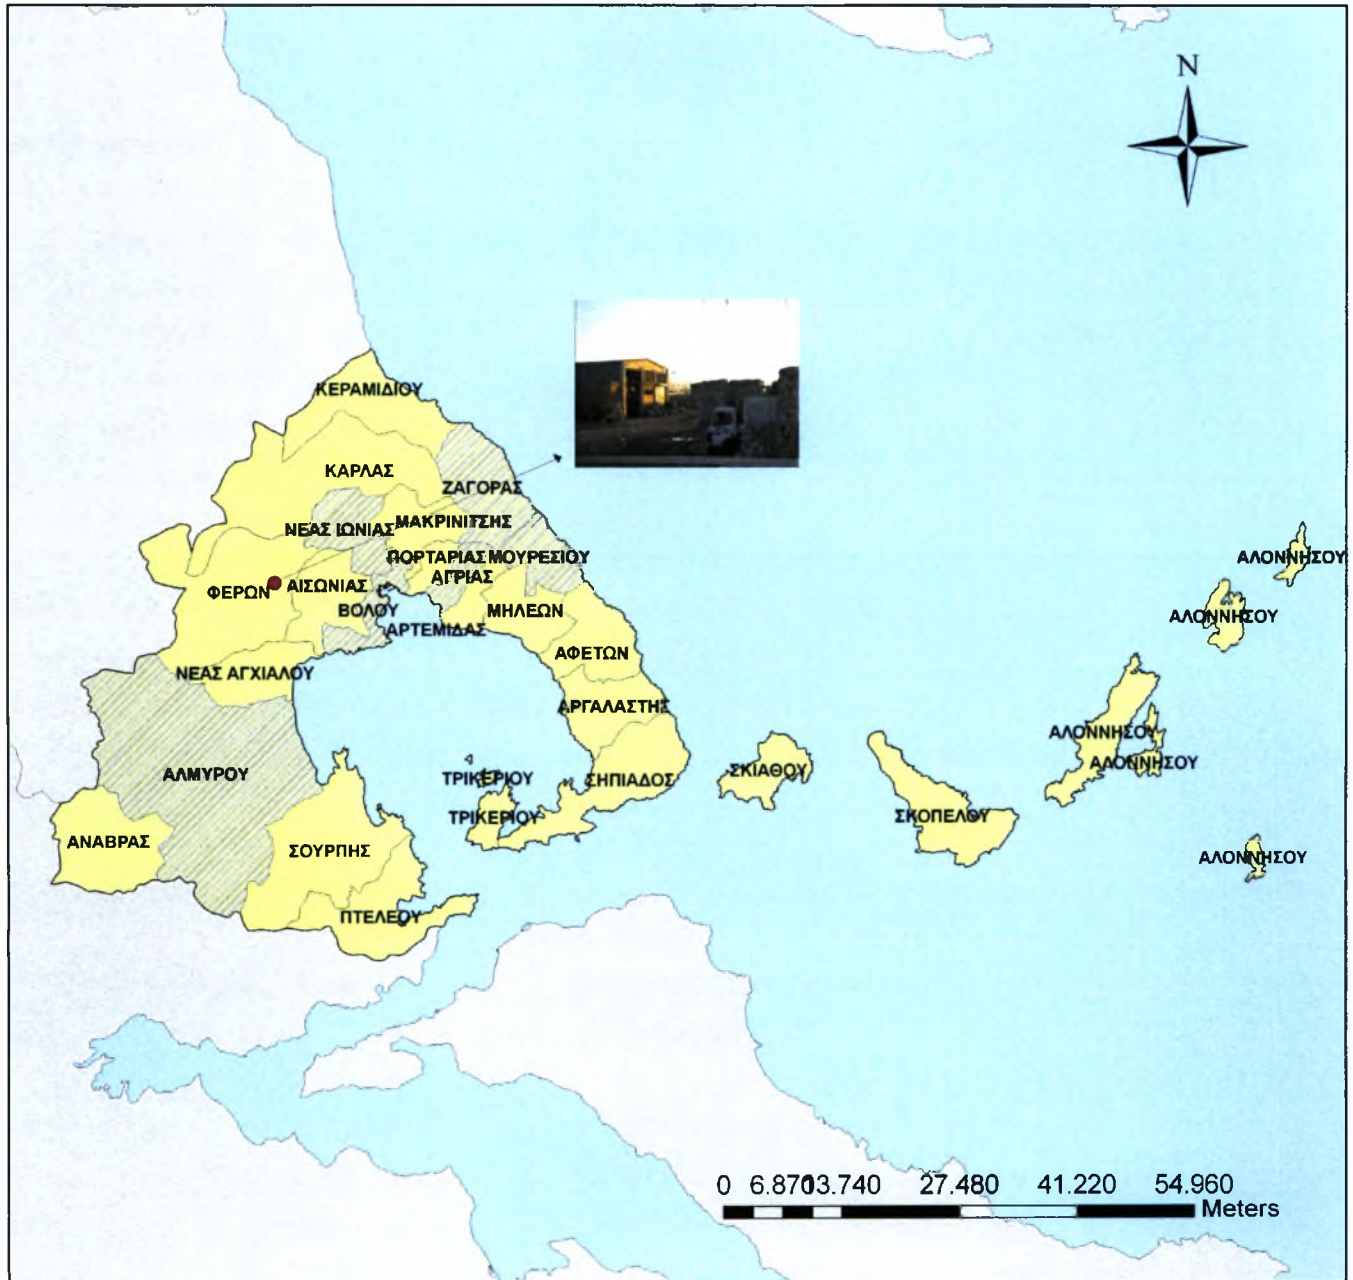 N
ΚΕΡΑΜΙΔΙΟΥ
ΚΑΡΛΑΣ
ΖΑΓΟΡΑΣ
ΝΕΑΣ ΙΩΝΙΑΣ
ΜΑΚΡΙΝΙΤΣΗΣ
ΠΟΡΤΑΡΙΑΣ
ΜΟΥΡΕΣΙΟΥ
ΑΓΡΙΑΣ
ΦΕΡΩΝ
ΑΙΣΩΝΙΑΣ
ΒΟΛΟΥ
ΜΗΛΕΩΝ
ΑΡΤΕΜΙΔΑΣ
ΑΦΕΤΩΝ
ΝΕΑΣ ΑΓΧΙΑΛΟΥ
ΑΡΓΑΛΑΣΤΗΣ
ΑΛΜΥΡΟΥ
ΤΡΙΚΕΡΙΟΥ
ΣΗΠΙΑΔΟΣ
ΤΡΙΚΕΡΙΟΥ
ΑΝΑΒΡΑΣ
ΣΟΥΡΠΗΣ
ΠΤΕΛΕΟΥ
ΣΚΙΑΘΟΥ
ΣΚΟΠΕΛΟΥ
ΑΛΟΝΝΗΣΟΥ
ΑΛΟΝΝΗΣΟΥ
ΑΛΟΝΝΗΣΟΥ
ΑΛΟΝΝΗΣΟΥ
ΑΛΟΝΝΗΣΟΥ
0 6.870 13.740 27.480 41.220 54.960
Meters